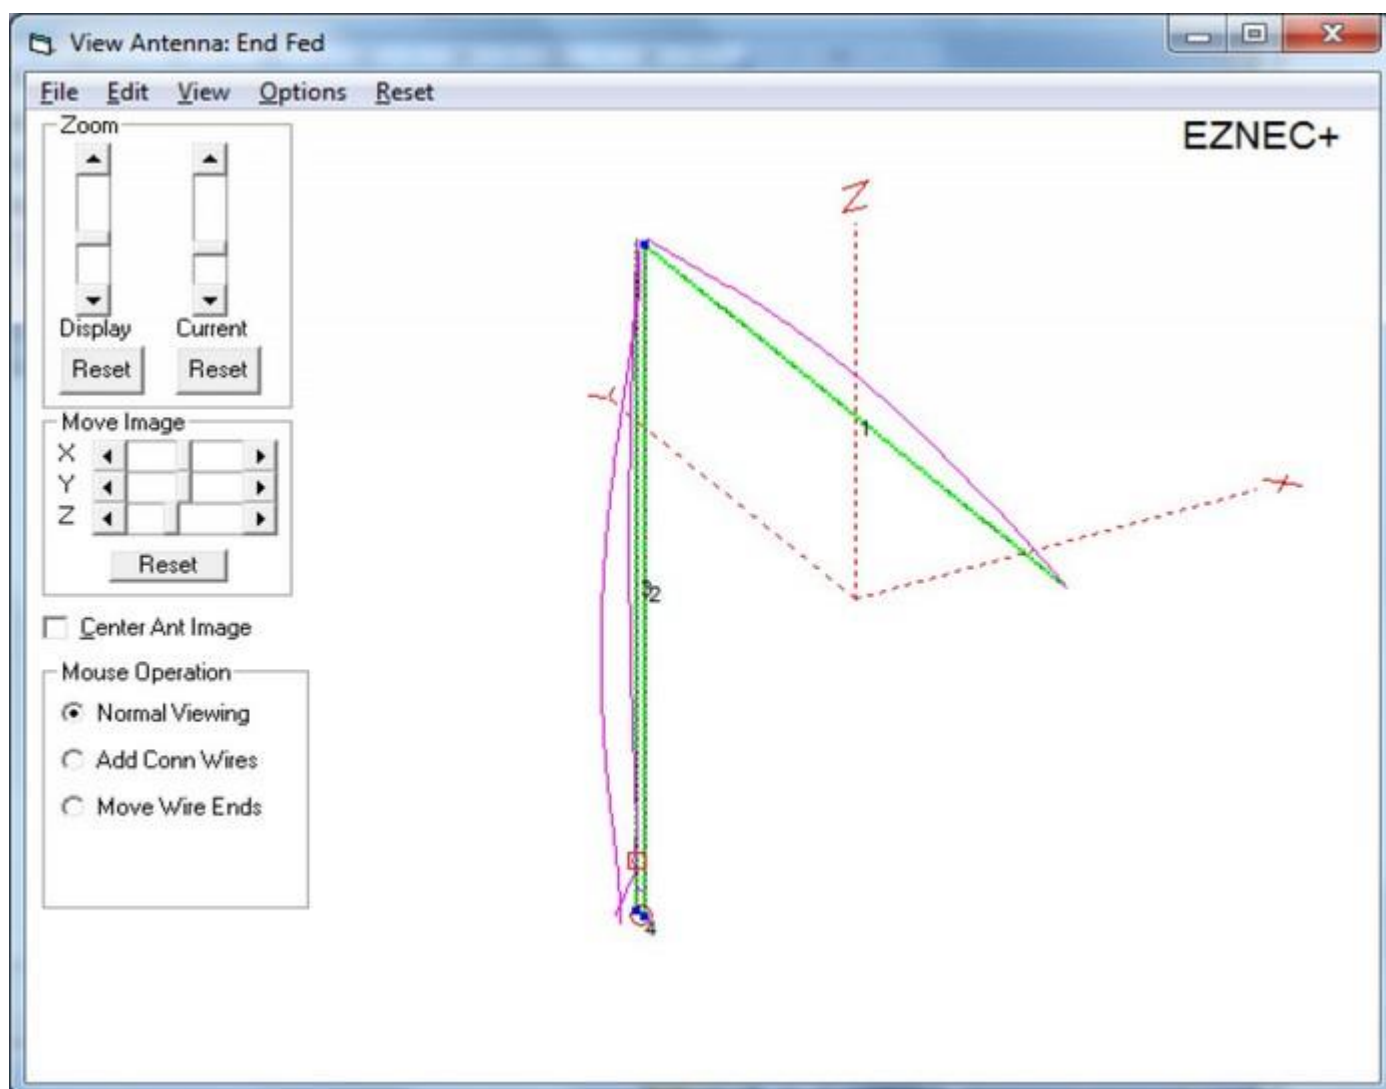 View Antenna: End Fed
File Edit View Options Reset
EZNEC+
Zoom
Display Current
Reset Reset
Move Image
X
Y
Z
Reset
Center Ant Image
Mouse Operation
Normal Viewing
Add Conn Wires
Move Wire Ends
Z
Y
1
X
3
2
4